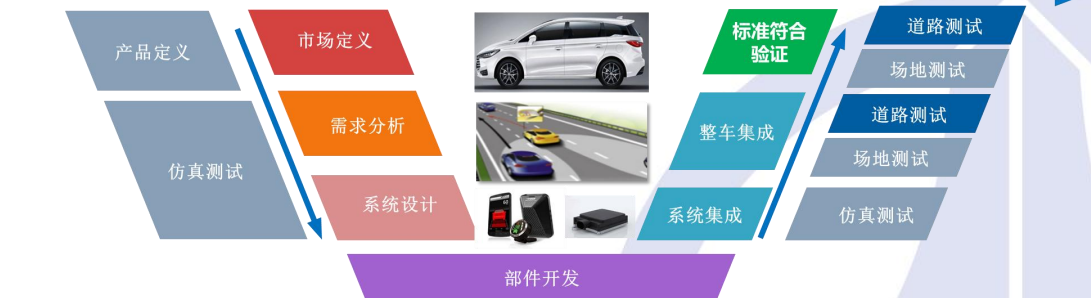 产品定义
仿真测试
市场定义
需求分析
系统设计
部件开发
标准符合
验证
整车集成
系统集成
道路测试
场地测试
道路测试
场地测试
仿真测试